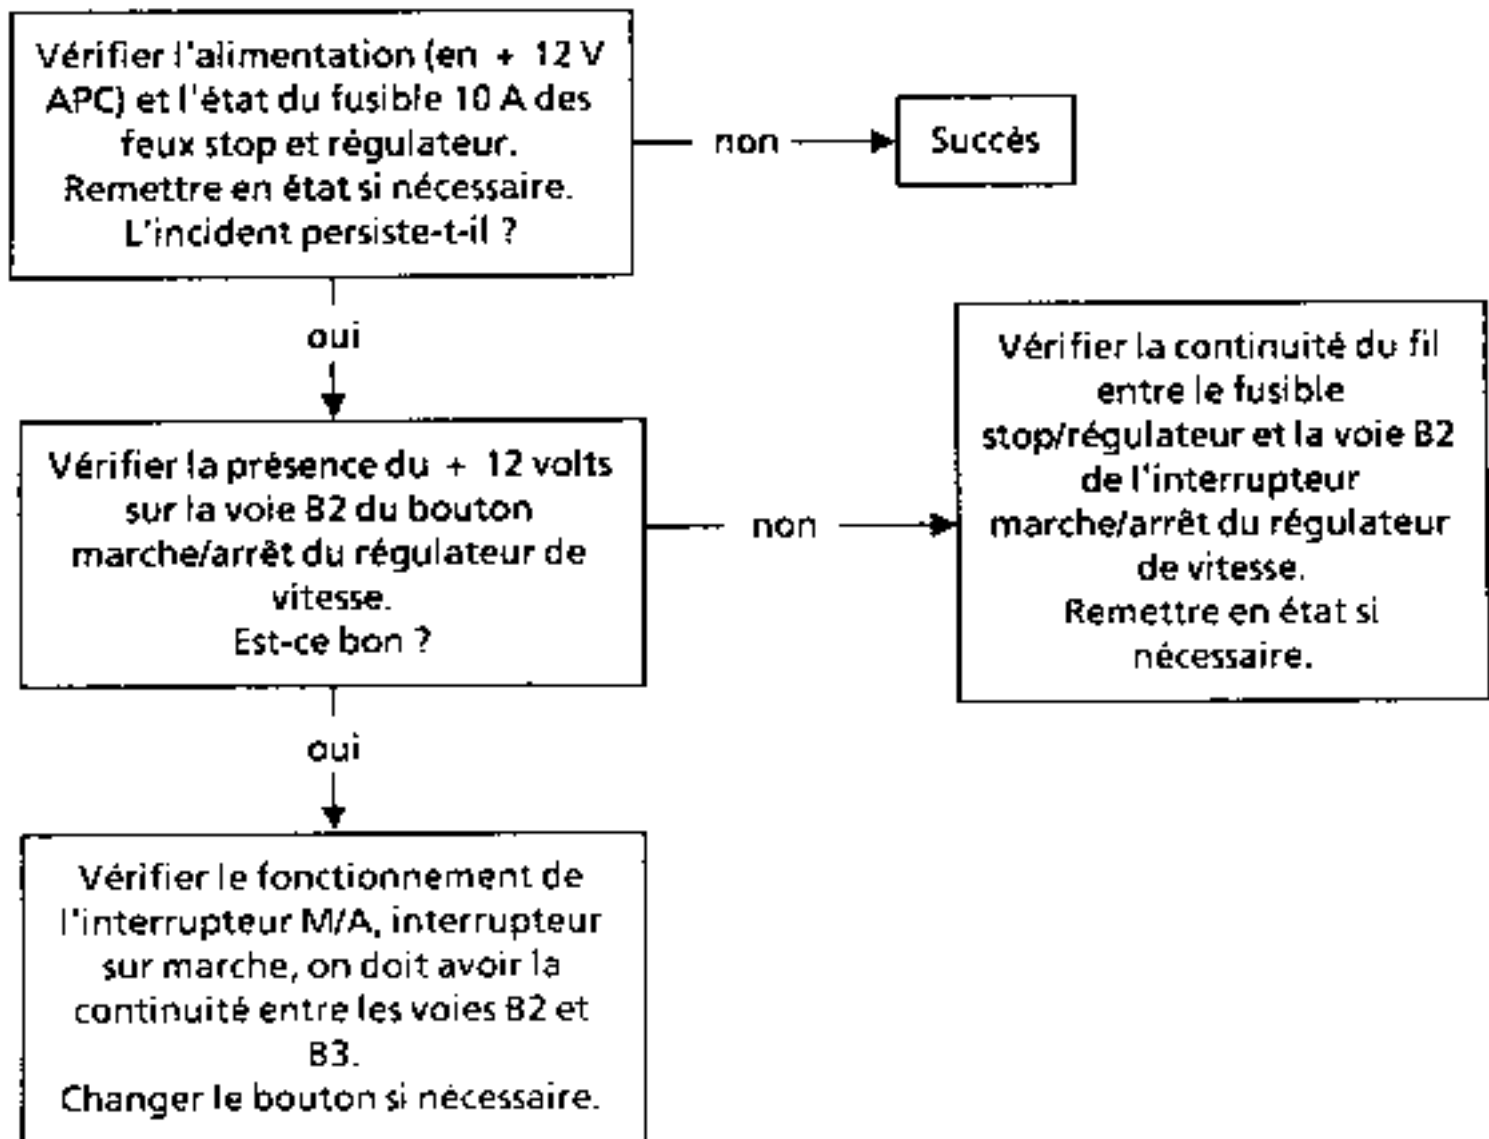 Vérifier l'alimentation (en + 12 V
APC) et l'état du fusible 10 A des
feux stop et régulateur.
Remettre en état si nécessaire.
L'incident persiste-t-il ?
non
Succès
oui
Vérifier la présence du + 12 volts
sur la voie B2 du bouton
marche/arrêt du régulateur de
vitesse.
Est-ce bon ?
non
Vérifier la continuité du fil
entre le fusible
stop/régulateur et la voie B2
de l'interrupteur
marche/arrêt du régulateur
de vitesse.
Remettre en état si
nécessaire.
oui
Vérifier le fonctionnement de
l'interrupteur M/A, interrupteur
sur marche, on doit avoir la
continuité entre les voies B2 et
B3.
Changer le bouton si nécessaire.